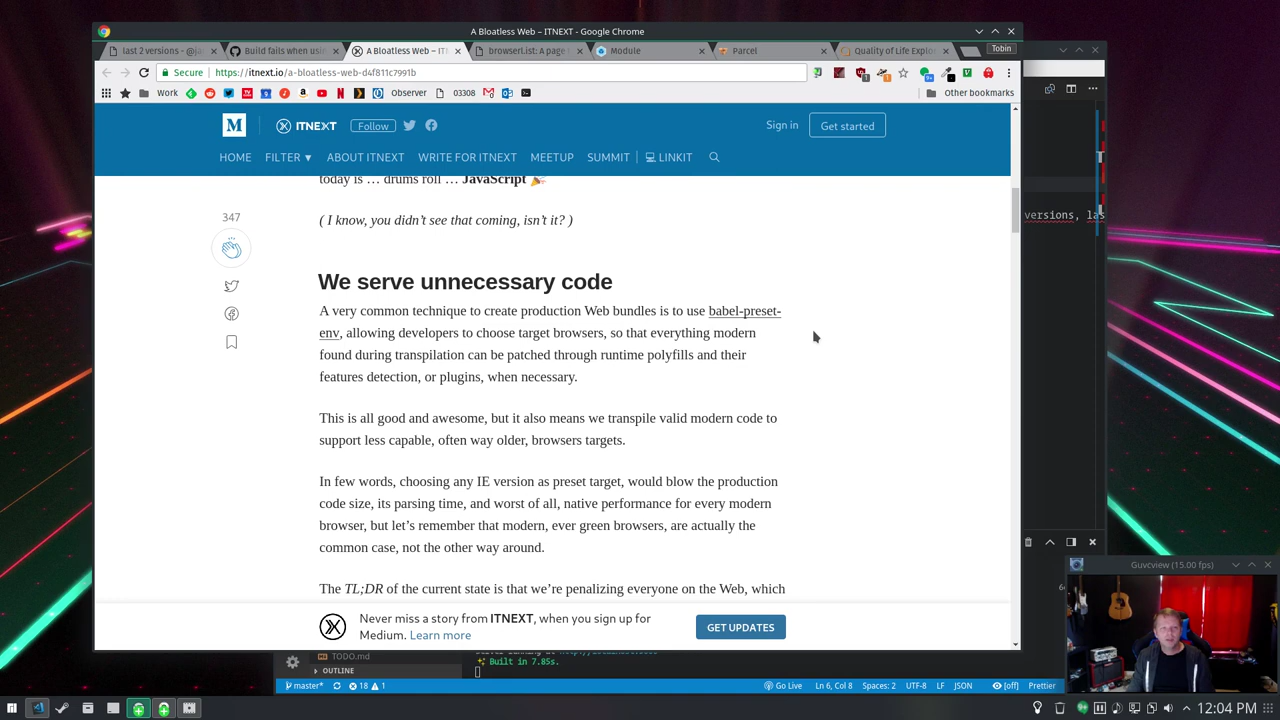 A Bloatless Web – ITNEXT - Google Chrome
last 2 versions - @ja
Build fails when usin
A Bloatless Web – IT
browserl.ist: A page
Module
Parcel
Quality of Life Explor
Tobin
Secure
https://itnext.io/a-bloatless-web-d4f811c7991b
Work
Observer
03308
Other bookmarks
M
ITNEXT
Follow
Sign in
Get started
HOME
FILTER ▼
ABOUT ITNEXT
WRITE FOR ITNEXT
MEETUP
SUMMIT
LINKIT
today is … drums roll … JavaScript 🎉
347
( I know, you didn’t see that coming, isn’t it? )
We serve unnecessary code
A very common technique to create production Web bundles is to use babel-preset-
env, allowing developers to choose target browsers, so that everything modern
found during transpilation can be patched through runtime polyfills and their
features detection, or plugins, when necessary.
This is all good and awesome, but it also means we transpile valid modern code to
support less capable, often way older, browsers targets.
In few words, choosing any IE version as preset target, would blow the production
code size, its parsing time, and worst of all, native performance for every modern
browser, but let’s remember that modern, ever green browsers, are actually the
common case, not the other way around.
The TL;DR of the current state is that we’re penalizing everyone on the Web, which
Never miss a story from ITNEXT, when you sign up for
Medium. Learn more
GET UPDATES
versions, las
Guvcview (15.00 fps)
TODO.md
OUTLINE
✨ Built in 7.85s.
master*
18
1
Go Live
Ln 6, Col 8
Spaces: 2
UTF-8
LF
JSON
[off]
Prettier
12:04 PM